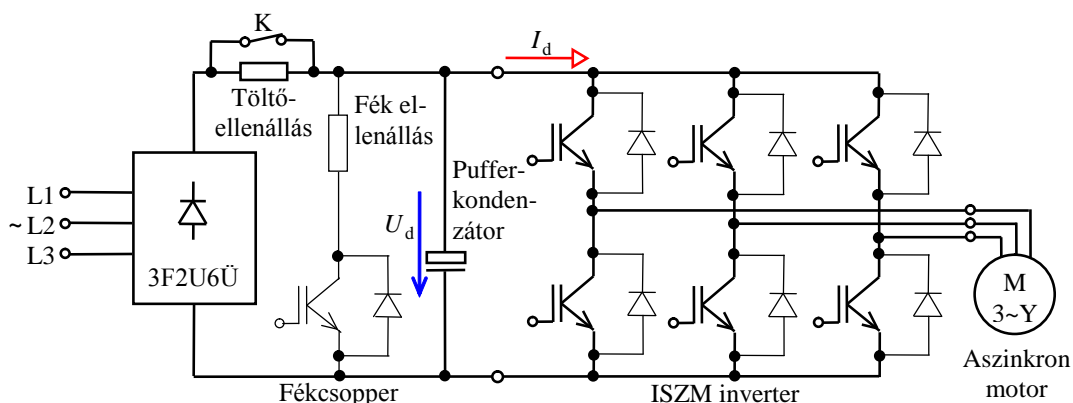 K
I d
Töltő-
ellenállás
Fék el-
lenállás
Puffer-
konden-
zátor
L1
~ L2
L3
U d
3F2U6Ü
M
3~Y
Aszinkron
motor
Fékcsopper
ISZM inverter